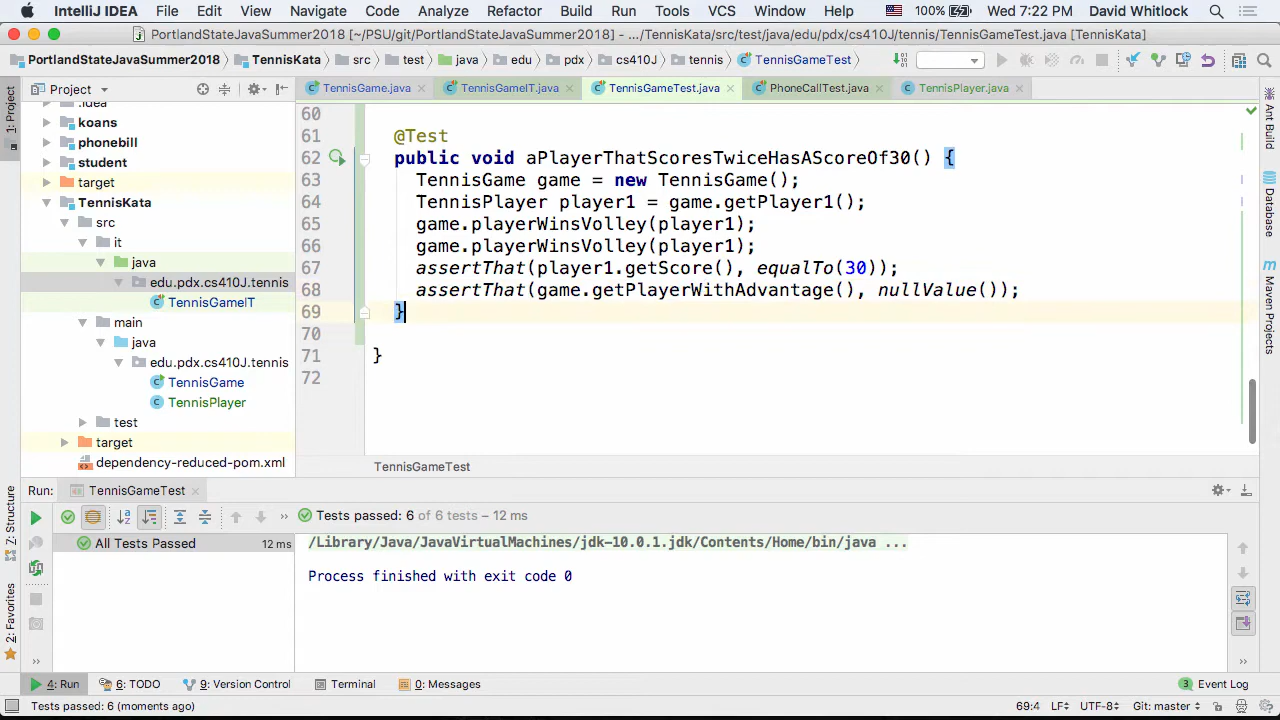 IntelliJ IDEA File Edit View Navigate Code Analyze Refactor Build Run Tools VCS Window Help 100% Mon 7:22 PM David Whitlock
PortlandStateJavaSummer2018 [~/PSU/git/PortlandStateJavaSummer2018] - .../TennisKata/src/test/java/edu/pdx/cs410J/tennis/TennisGameTest.java [TennisKata]
PortlandStateJavaSummer2018 TennisKata src test java edu pdx cs410J tennis TennisGameTest
1: Project
Project
TennisGame.java TennisGameIT.java TennisGameTest.java PhoneCallTest.java TennisPlayer.java
.idea
koans
phonebill
student
target
TennisKata
src
it
java
edu.pdx.cs410J.tennis
TennisGameIT
main
java
edu.pdx.cs410J.tennis
TennisGame
TennisPlayer
test
target
dependency-reduced-pom.xml
60
61 @Test
62 public void aPlayerThatScoresTwiceHasAScoreOf30() {
63 TennisGame game = new TennisGame();
64 TennisPlayer player1 = game.getPlayer1();
65 game.playerWinsVolley(player1);
66 game.playerWinsVolley(player1);
67 assertThat(player1.getScore(), equalTo(30));
68 assertThat(game.getPlayerWithAdvantage(), nullValue());
69 }
70
71 }
72
TennisGameTest
Ant Build
Database
Maven Projects
7: Structure
2: Favorites
Run: TennisGameTest
Tests passed: 6 of 6 tests – 12 ms
All Tests Passed 12 ms
/Library/Java/JavaVirtualMachines/jdk-10.0.1.jdk/Contents/Home/bin/java ...
Process finished with exit code 0
4: Run 6: TODO 9: Version Control Terminal 0: Messages 3 Event Log
Tests passed: 6 (moments ago) 69:4 LF UTF-8 Git: master